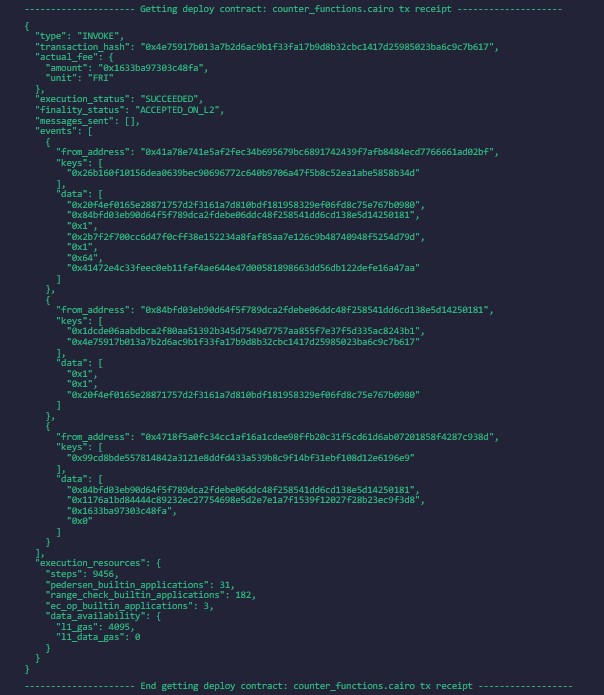 --------------------- Getting deploy contract: counter_functions.cairo tx receipt --------------------
{
  "type": "INVOKE",
  "transaction_hash": "0x4e75917b013a7b2d6ac9b1f33fa17b9d8b32cbc1417d25985023ba6c9c7b617",
  "actual_fee": {
    "amount": "0x1633ba97303c48fa",
    "unit": "FRI"
  },
  "execution_status": "SUCCEEDED",
  "finality_status": "ACCEPTED_ON_L2",
  "messages_sent": [],
  "events": [
    {
      "from_address": "0x41a78e741e5af2fec34b695679bc6891742439f7afb8484ecd7766661ad02bf",
      "keys": [
        "0x26b160f10156dea0639bec90696772c640b9706a47f5b8c52ea1abe5858b34d"
      ],
      "data": [
        "0x20f4ef0165e28871757d2f3161a7d810bdf181958329ef06fd8c75e767b0980",
        "0x84bfd03eb90d64f5f789dca2fdebe06ddc48f258541dd6cd138e5d14250181",
        "0x1",
        "0x2b7f2f700cc6d47f0cff38e152234a8faf85aa7e126c9b48740948f5254d79d",
        "0x1",
        "0x64",
        "0x41472e4c33feec0eb11faf4ae644e47d00581898663dd56db122defe16a47aa"
      ]
    },
    {
      "from_address": "0x84bfd03eb90d64f5f789dca2fdebe06ddc48f258541dd6cd138e5d14250181",
      "keys": [
        "0x1dcde06aabdbca2f80aa51392b345d7549d7757aa855f7e37f5d335ac8243b1",
        "0x4e75917b013a7b2d6ac9b1f33fa17b9d8b32cbc1417d25985023ba6c9c7b617"
      ],
      "data": [
        "0x1",
        "0x1",
        "0x20f4ef0165e28871757d2f3161a7d810bdf181958329ef06fd8c75e767b0980"
      ]
    },
    {
      "from_address": "0x4718f5a0fc34cc1af16a1cdee98ffb20c31f5cd61d6ab07201858f4287c938d",
      "keys": [
        "0x99cd8bde557814842a3121e8ddfd433a539b8c9f14bf31ebf108d12e6196e9"
      ],
      "data": [
        "0x84bfd03eb90d64f5f789dca2fdebe06ddc48f258541dd6cd138e5d14250181",
        "0x1176a1bd84444c89232ec27754698e5d2e7e1a7f1539f12027f28b23ec9f3d8",
        "0x1633ba97303c48fa",
        "0x0"
      ]
    }
  ],
  "execution_resources": {
    "steps": 9456,
    "pedersen_builtin_applications": 31,
    "range_check_builtin_applications": 182,
    "ec_op_builtin_applications": 3,
    "data_availability": {
      "l1_gas": 4095,
      "l1_data_gas": 0
    }
  }
}
--------------------- End getting deploy contract: counter_functions.cairo tx receipt ------------------